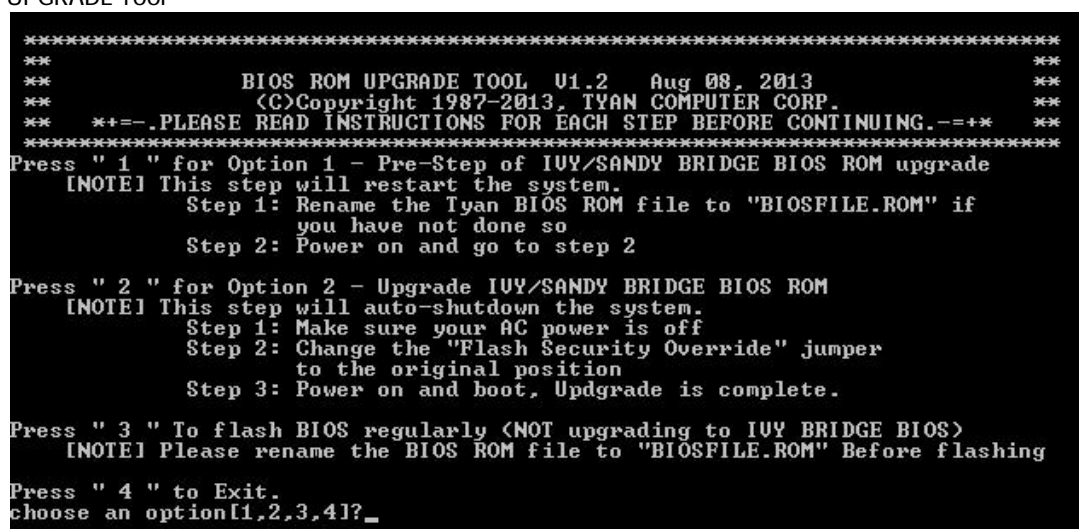 UPGRADE Tool
********************************************************************************
** **
** BIOS ROM UPGRADE TOOL V1.2 Aug 08, 2013 **
** (C)Copyright 1987-2013, TYAN COMPUTER CORP. **
** *+=-.PLEASE READ INSTRUCTIONS FOR EACH STEP BEFORE CONTINUING.-=+* **
********************************************************************************
Press " 1 " for Option 1 - Pre-Step of IVY/SANDY BRIDGE BIOS ROM upgrade
[NOTE] This step will restart the system.
Step 1: Rename the Tyan BIOS ROM file to "BIOSFILE.ROM" if
you have not done so
Step 2: Power on and go to step 2
Press " 2 " for Option 2 - Upgrade IVY/SANDY BRIDGE BIOS ROM
[NOTE] This step will auto-shutdown the system.
Step 1: Make sure your AC power is off
Step 2: Change the "Flash Security Override" jumper
to the original position
Step 3: Power on and boot, Updgrade is complete.
Press " 3 " To flash BIOS regularly (NOT upgrading to IVY BRIDGE BIOS)
[NOTE] Please rename the BIOS ROM file to "BIOSFILE.ROM" Before flashing
Press " 4 " to Exit.
choose an option[1,2,3,4]?_